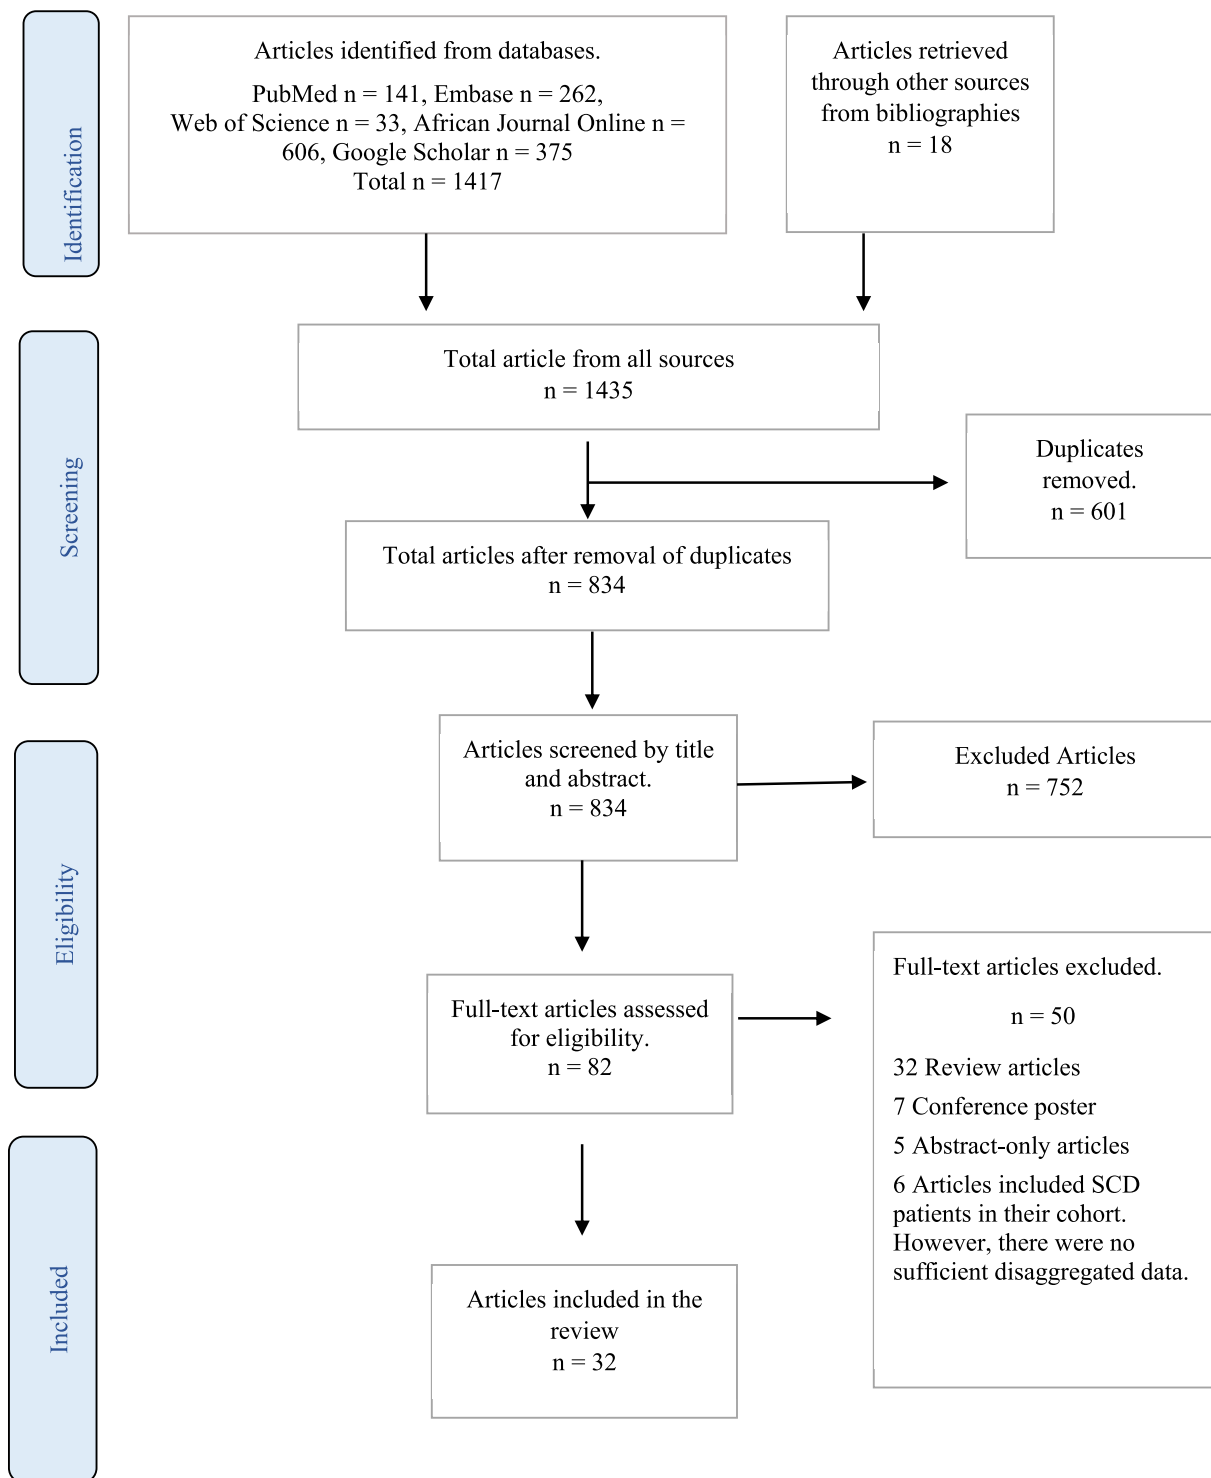 Identification
Articles identified from databases.
PubMed n = 141, Embase n = 262,
Web of Science n = 33, African Journal Online n =
606, Google Scholar n = 375
Total n = 1417
Articles retrieved
through other sources
from bibliographies
n = 18
Screening
Total article from all sources
n = 1435
Duplicates
removed.
n = 601
Total articles after removal of duplicates
n = 834
Eligibility
Articles screened by title
and abstract.
n = 834
Excluded Articles
n = 752
Full-text articles assessed
for eligibility.
n = 82
Full-text articles excluded.
n = 50
32 Review articles
7 Conference poster
5 Abstract-only articles
6 Articles included SCD
patients in their cohort.
However, there were no
sufficient disaggregated data.
Included
Articles included in the
review
n = 32